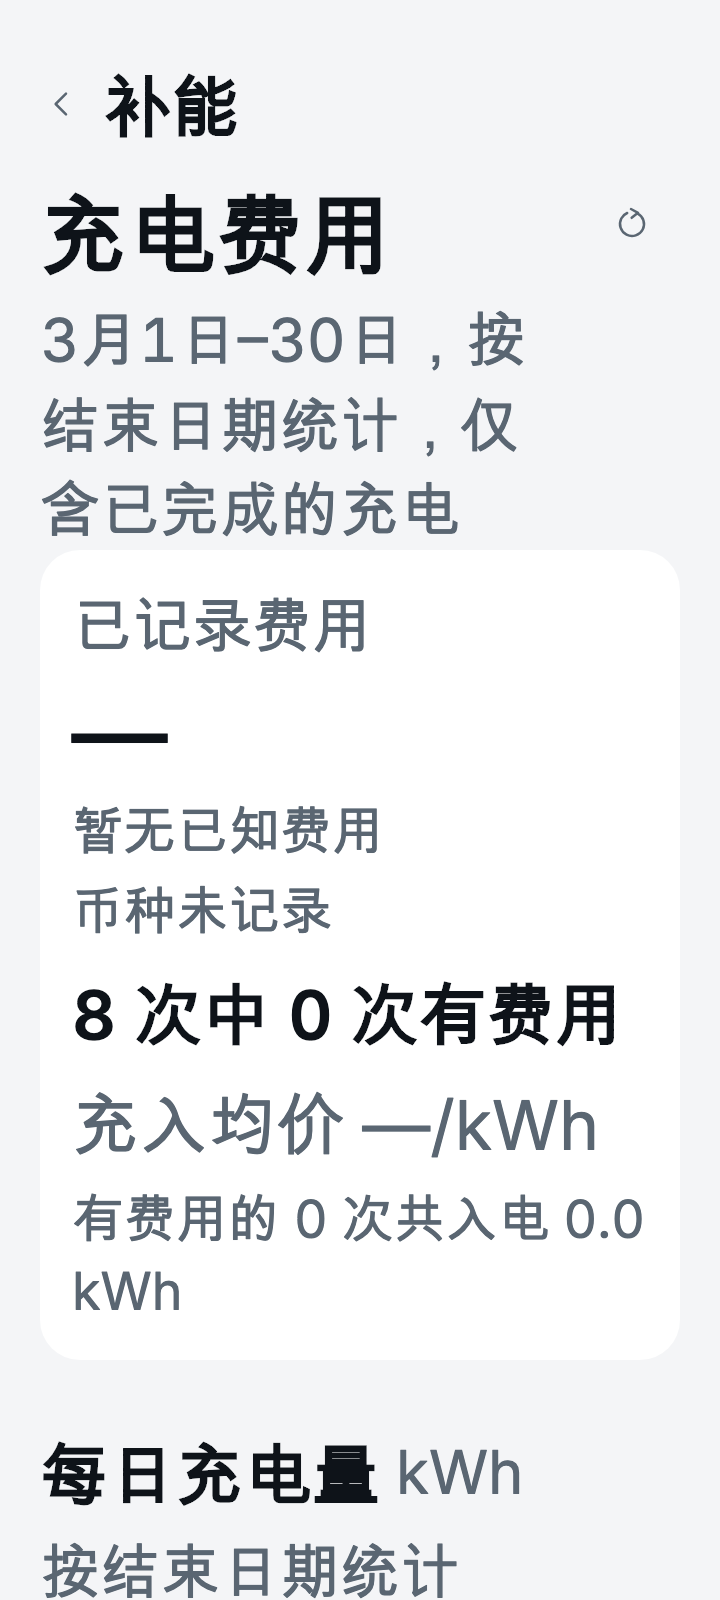 补能
充电费用
3月1日–30日，按
结束日期统计，仅
含已完成的充电
已记录费用
—
暂无已知费用
币种未记录
8 次中 0 次有费用
充入均价 —/kWh
有费用的 0 次共入电 0.0
kWh
每日充电量 kWh
按结束日期统计